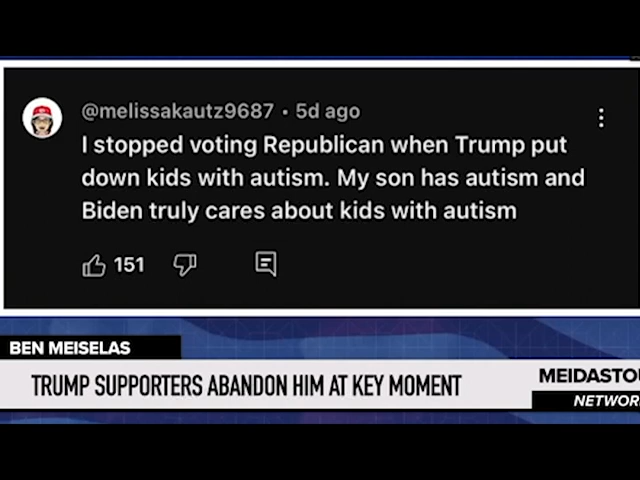 @melissakautz9687 • 5d ago
I stopped voting Republican when Trump put
down kids with autism. My son has autism and
Biden truly cares about kids with autism
151
BEN MEISELAS
TRUMP SUPPORTERS ABANDON HIM AT KEY MOMENT
MEIDASTOU
NETWOR